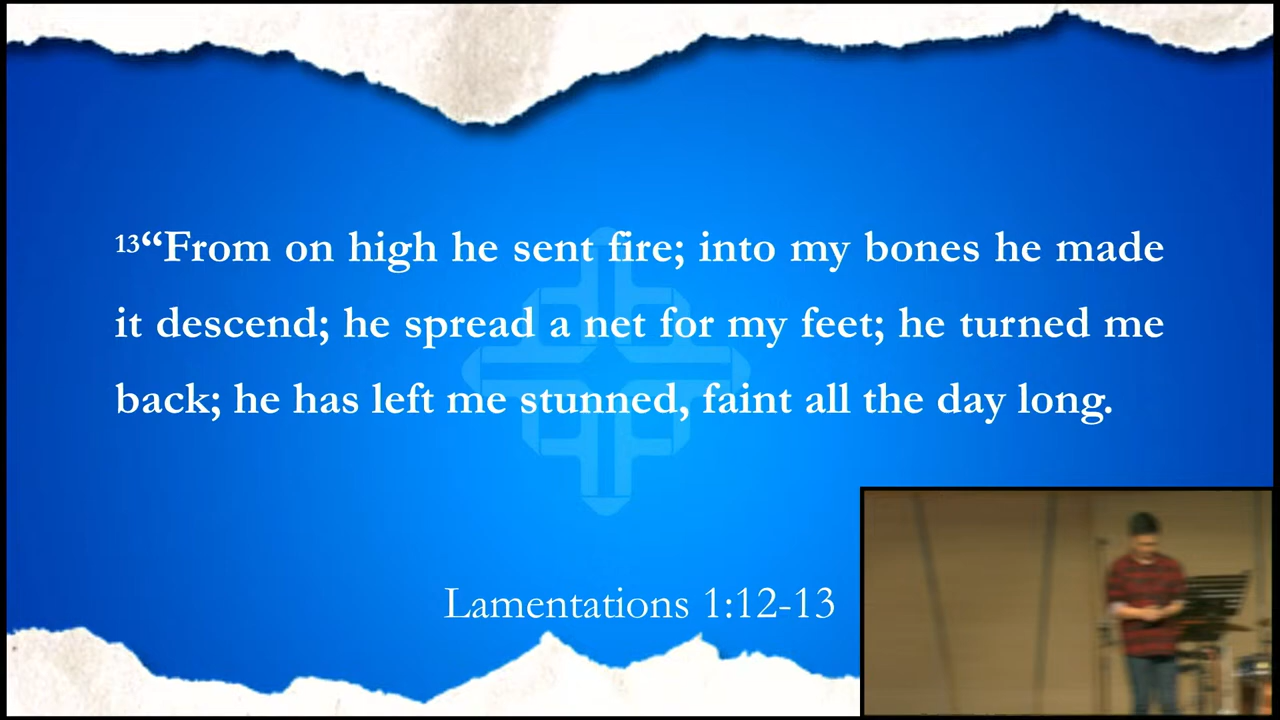 13“From on high he sent fire; into my bones he made
it descend; he spread a net for my feet; he turned me
back; he has left me stunned, faint all the day long.
Lamentations 1:12-13